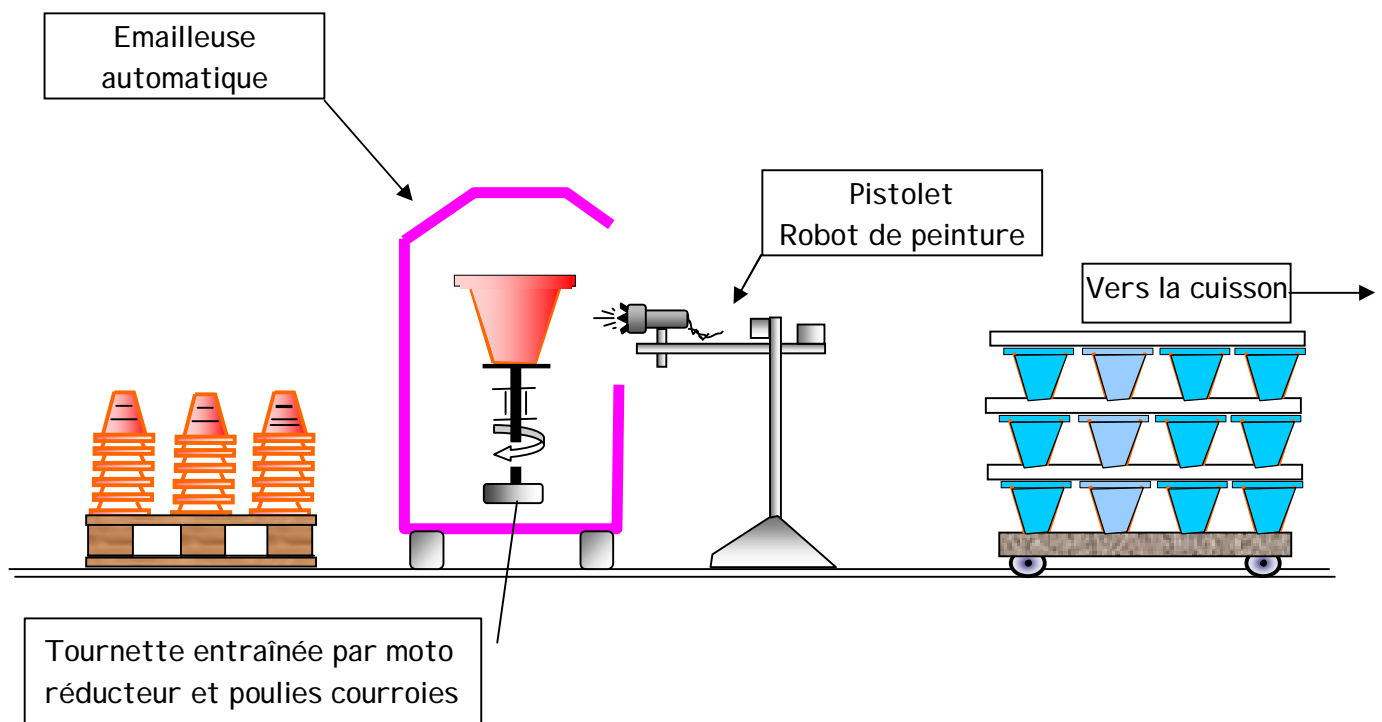 Emailleuse
automatique
Pistolet
Robot de peinture
Vers la cuisson
Tournette entraînée par moto
réducteur et poulies courroies